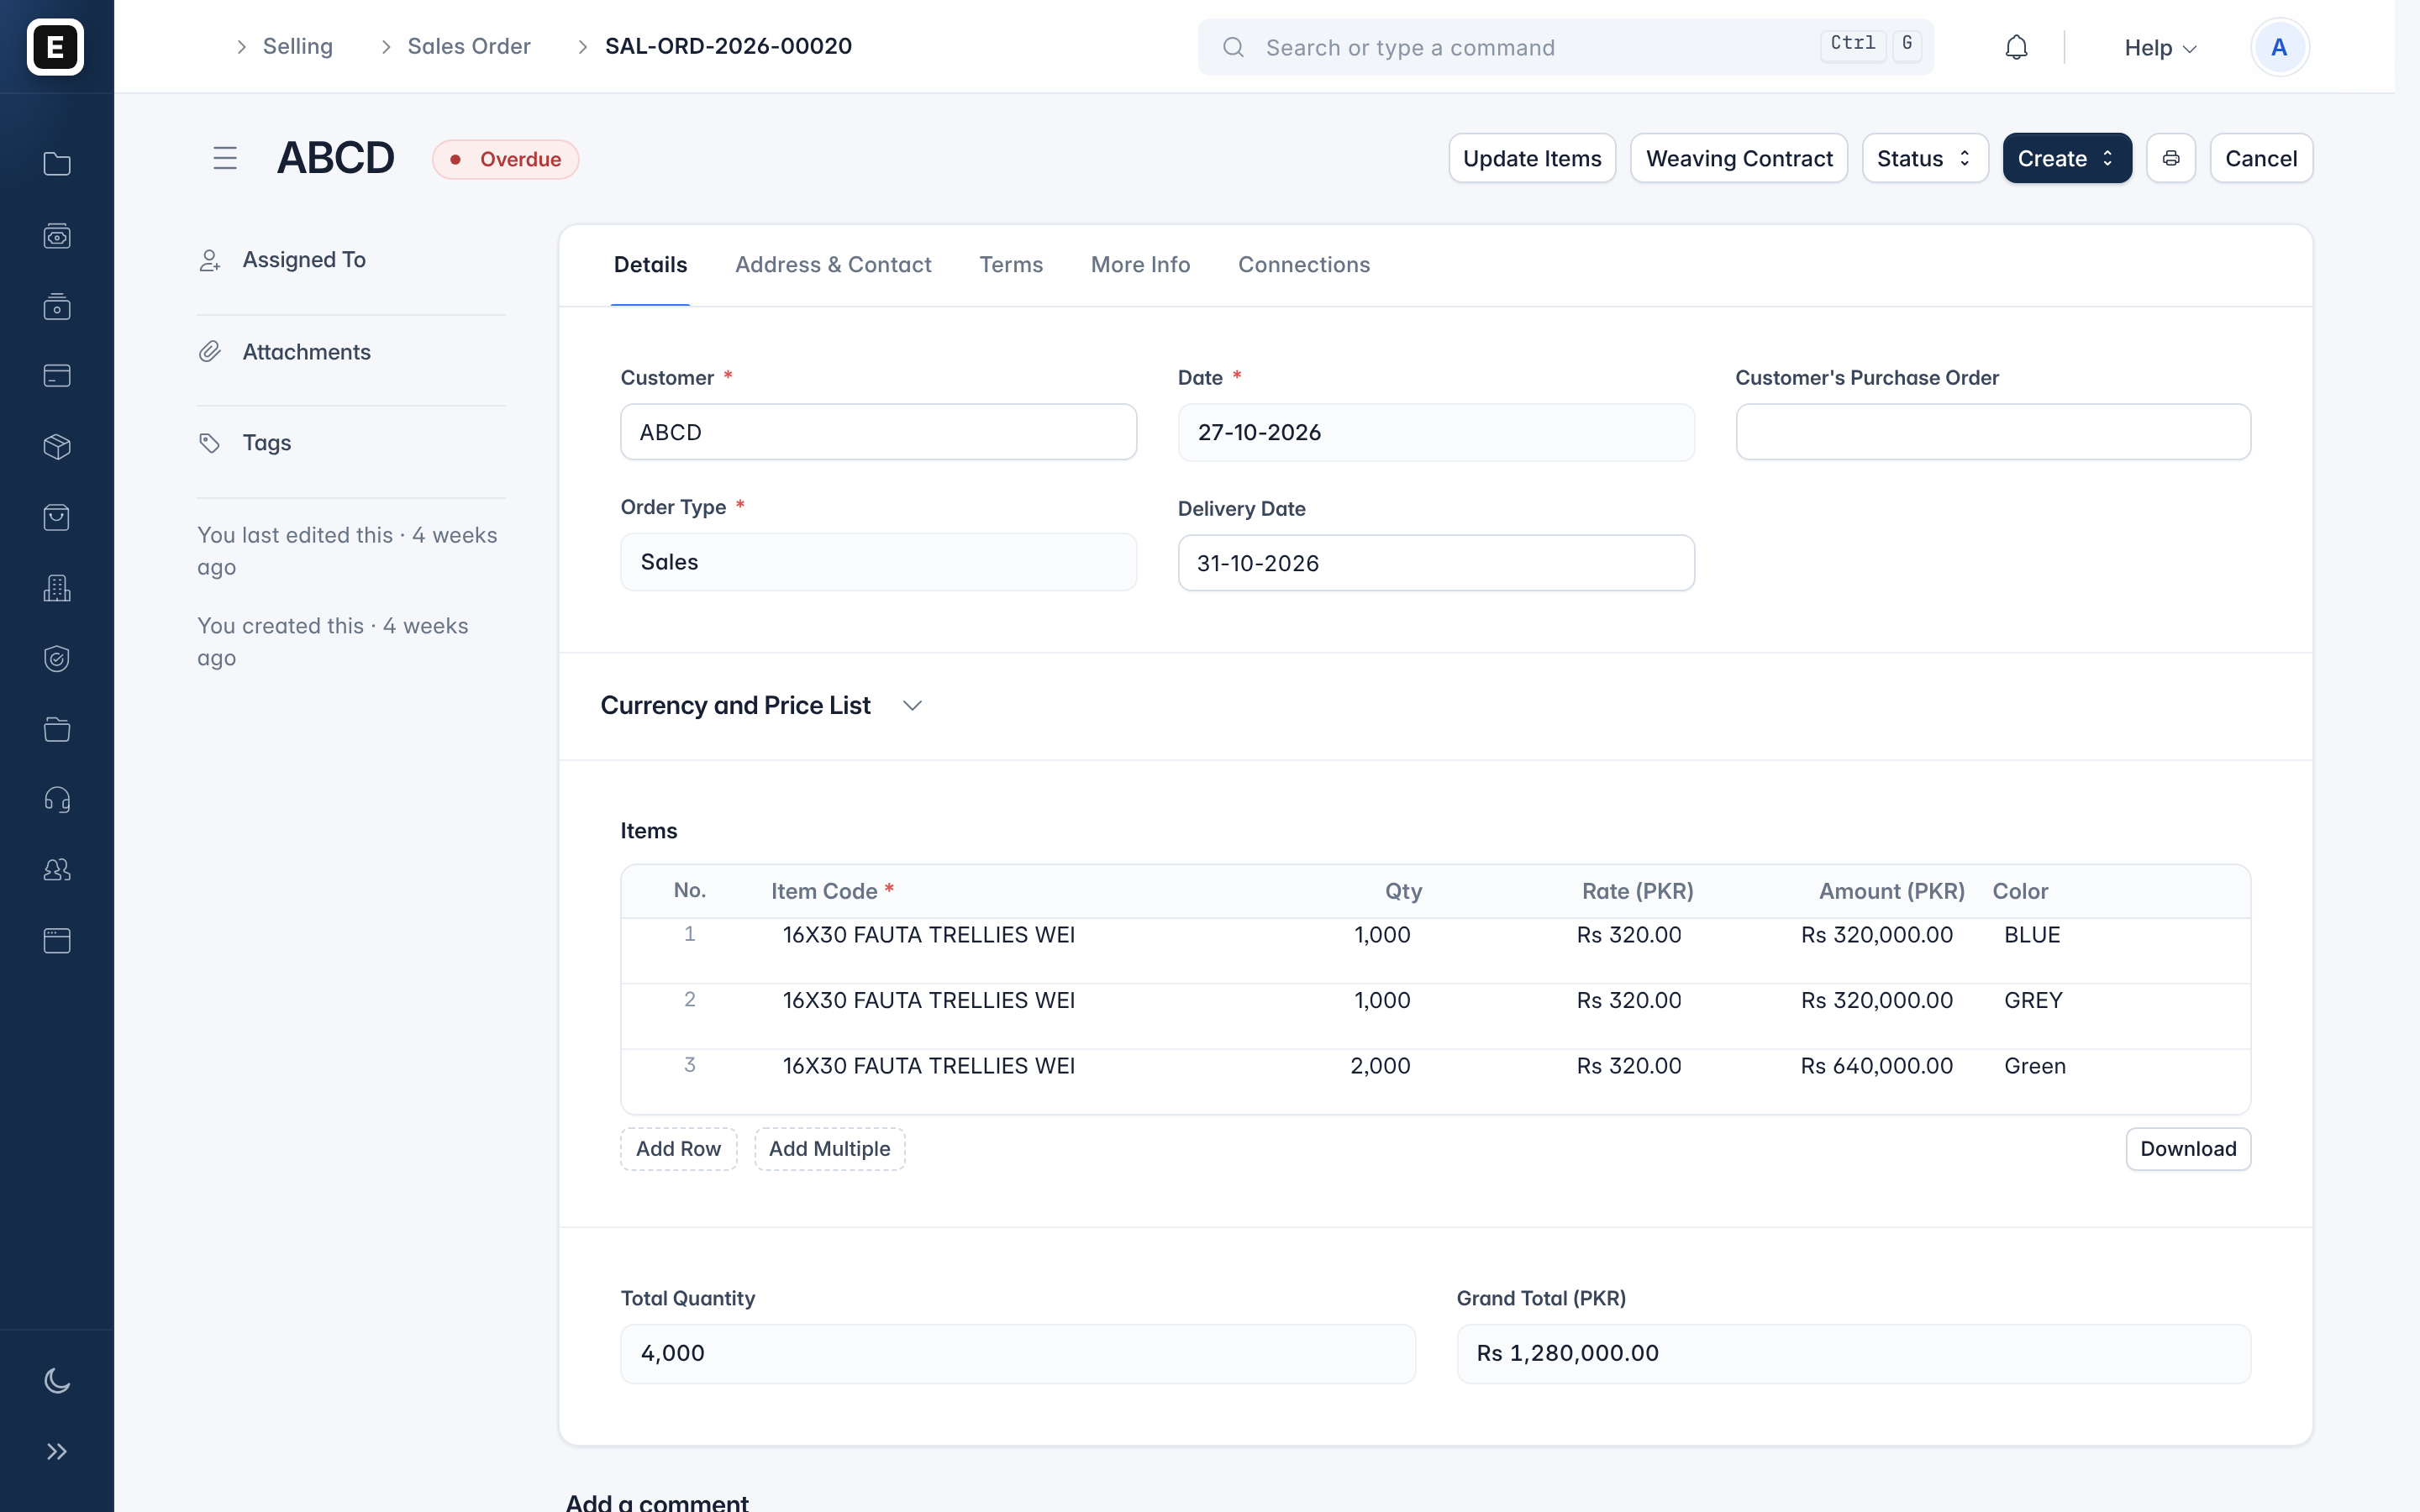 E
Selling
Sales Order
SAL-ORD-2026-00020
Search or type a command
Ctrl G
Help
A
ABCD
Overdue
Update Items
Weaving Contract
Status
Create
Cancel
Assigned To
Attachments
Tags
You last edited this · 4 weeks
ago
You created this · 4 weeks
ago
Details Address & Contact Terms More Info Connections
Customer * Date * Customer's Purchase Order
ABCD 27-10-2026
Order Type * Delivery Date
Sales 31-10-2026
Currency and Price List
Items
No. Item Code * Qty Rate (PKR) Amount (PKR) Color
1 16X30 FAUTA TRELLIES WEI 1,000 Rs 320.00 Rs 320,000.00 BLUE
2 16X30 FAUTA TRELLIES WEI 1,000 Rs 320.00 Rs 320,000.00 GREY
3 16X30 FAUTA TRELLIES WEI 2,000 Rs 320.00 Rs 640,000.00 Green
Add Row Add Multiple Download
Total Quantity Grand Total (PKR)
4,000 Rs 1,280,000.00
Add a comment